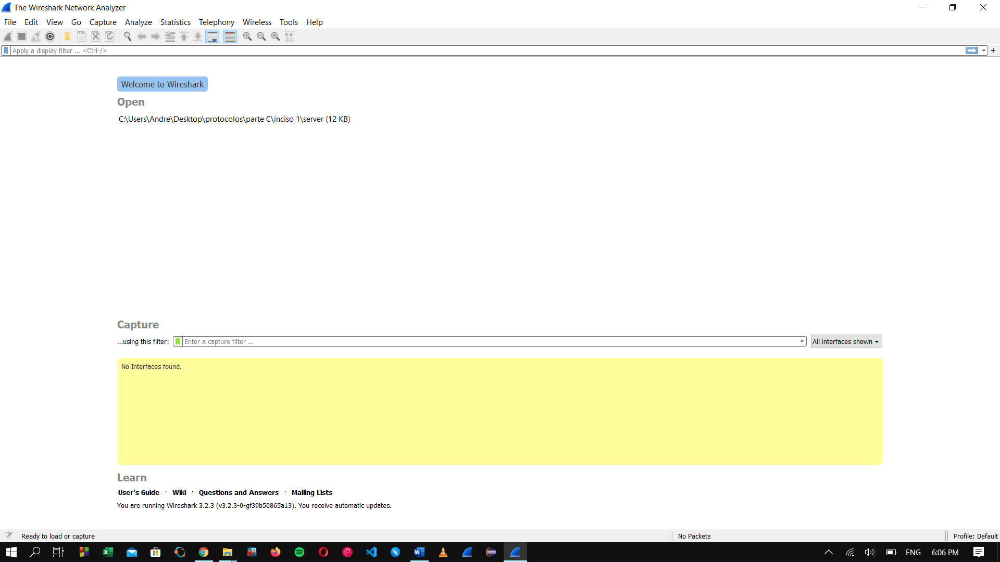 The Wireshark Network Analyzer
File Edit View Go Capture Analyze Statistics Telephony Wireless Tools Help
Apply a display filter ... <Ctrl-/>
Welcome to Wireshark
Open
C:\Users\Andre\Desktop\protocolos\parte C\inciso 1\server (12 KB)
Capture
...using this filter: Enter a capture filter ... All interfaces shown
No Interfaces found.
Learn
User's Guide · Wiki · Questions and Answers · Mailing Lists
You are running Wireshark 3.2.3 (v3.2.3-0-gf39b50865a13). You receive automatic updates.
Ready to load or capture No Packets Profile: Default
18 ENG 6:06 PM